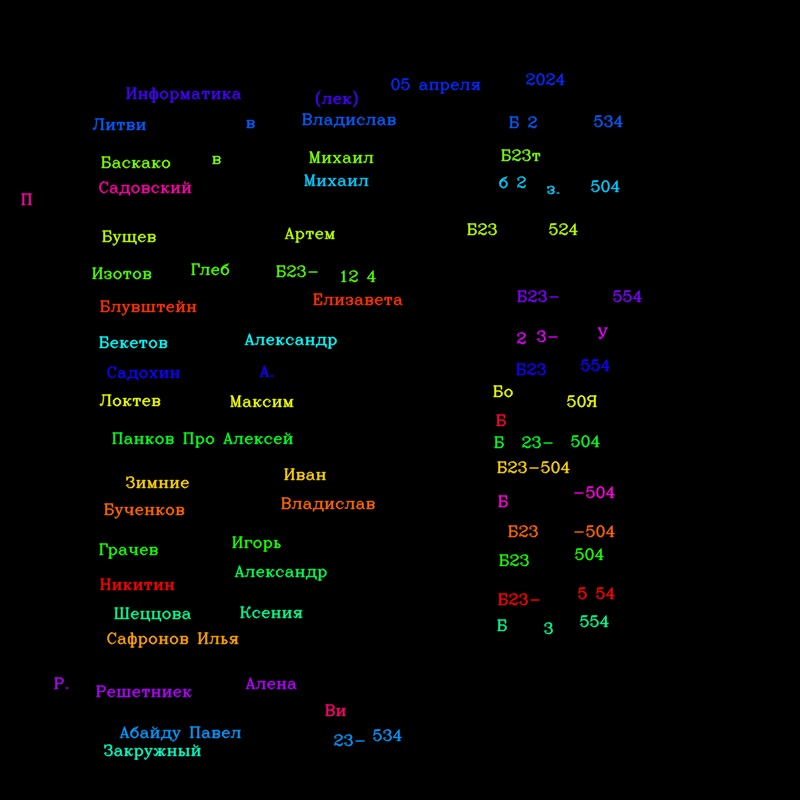 Информатика (лек) 05 апреля 2024
Литви в Владислав Б 2 534
Баскако в Михаил Б23т
П Садовский Михаил б 2 з. 504
Бущев Артем Б23 524
Изотов Глеб Б23- 12 4
Блувштейн Елизавета Б23- 554
Бекетов Александр 2 3- У
Садохин А. Б23 554
Локтев Максим Бо 50Я
Б
Панков Про Алексей Б 23- 504
Зимние Иван Б23-504
Бученков Владислав Б -504
Б23 -504
Грачев Игорь Б23 504
Никитин Александр Б23- 5 54
Шеццова Ксения Б 3 554
Сафронов Илья
Р. Решетниек Алена
Ви
Абайду Павел 23- 534
Закружный